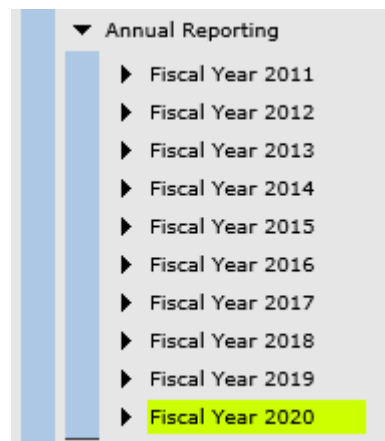 Annual Reporting
Fiscal Year 2011
Fiscal Year 2012
Fiscal Year 2013
Fiscal Year 2014
Fiscal Year 2015
Fiscal Year 2016
Fiscal Year 2017
Fiscal Year 2018
Fiscal Year 2019
Fiscal Year 2020